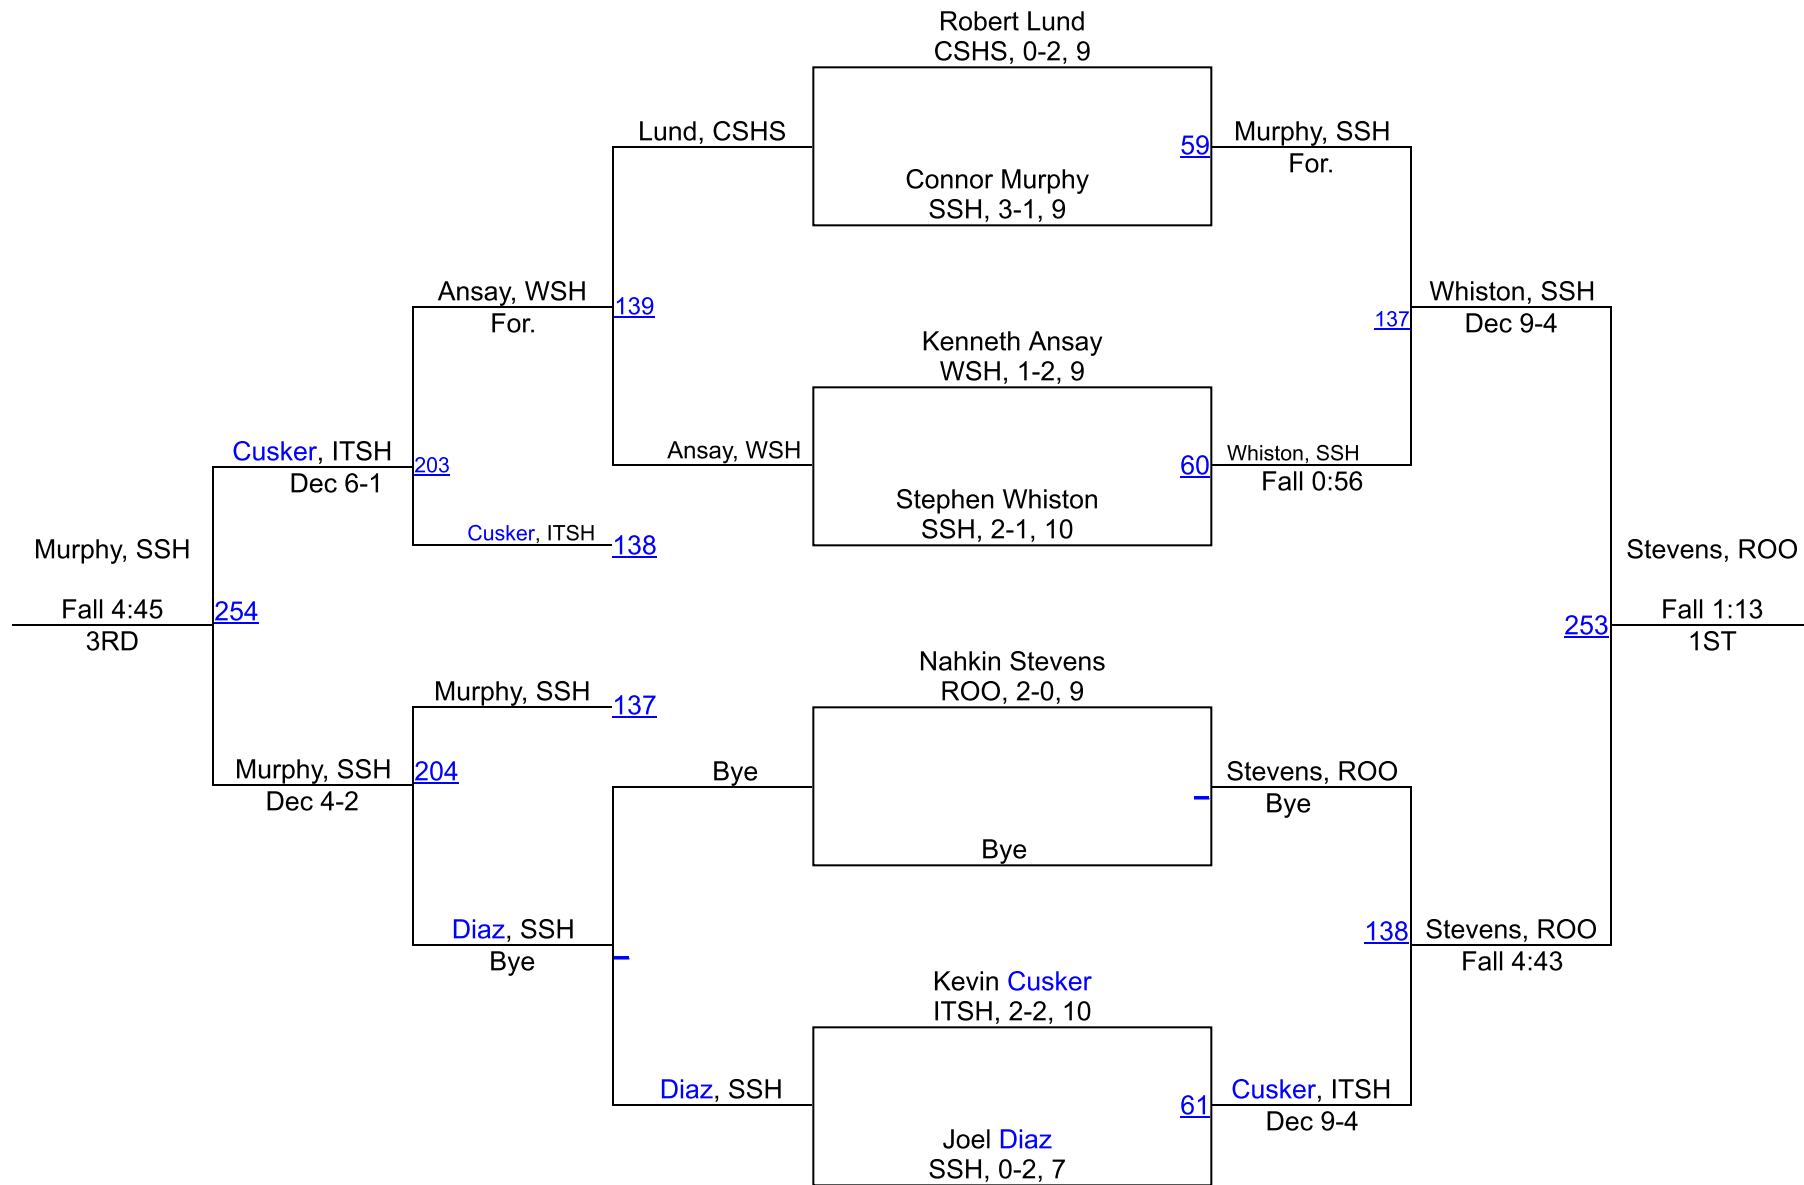 Robert Lund
CSHS, 0-2, 9
Lund, CSHS
59
Murphy, SSH
For.
Connor Murphy
SSH, 3-1, 9
Ansay, WSH
For.
139
137
Whiston, SSH
Dec 9-4
Kenneth Ansay
WSH, 1-2, 9
Cusker, ITSH
Dec 6-1
203
Ansay, WSH
60
Whiston, SSH
Fall 0:56
Stephen Whiston
SSH, 2-1, 10
Cusker, ITSH
138
Murphy, SSH
Fall 4:45
3RD
254
Stevens, ROO
253
Fall 1:13
1ST
Nahkin Stevens
ROO, 2-0, 9
Murphy, SSH
137
Murphy, SSH
Dec 4-2
204
Bye
Stevens, ROO
Bye
Bye
Diaz, SSH
Bye
138
Stevens, ROO
Fall 4:43
Kevin Cusker
ITSH, 2-2, 10
Diaz, SSH
61
Cusker, ITSH
Dec 9-4
Joel Diaz
SSH, 0-2, 7